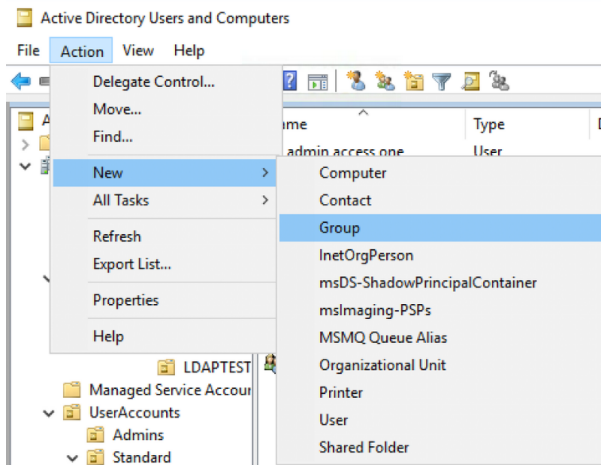 Active Directory Users and Computers
File Action View Help
Delegate Control...
Move...
Find...
New
All Tasks
Refresh
Export List...
Properties
Help
Type
admin access one User
Computer
Contact
Group
InetOrgPerson
msDS-ShadowPrincipalContainer
msImaging-PSPs
MSMQ Queue Alias
Organizational Unit
Printer
User
Shared Folder
LDAPTEST
Managed Service Accou
UserAccounts
Admins
Standard